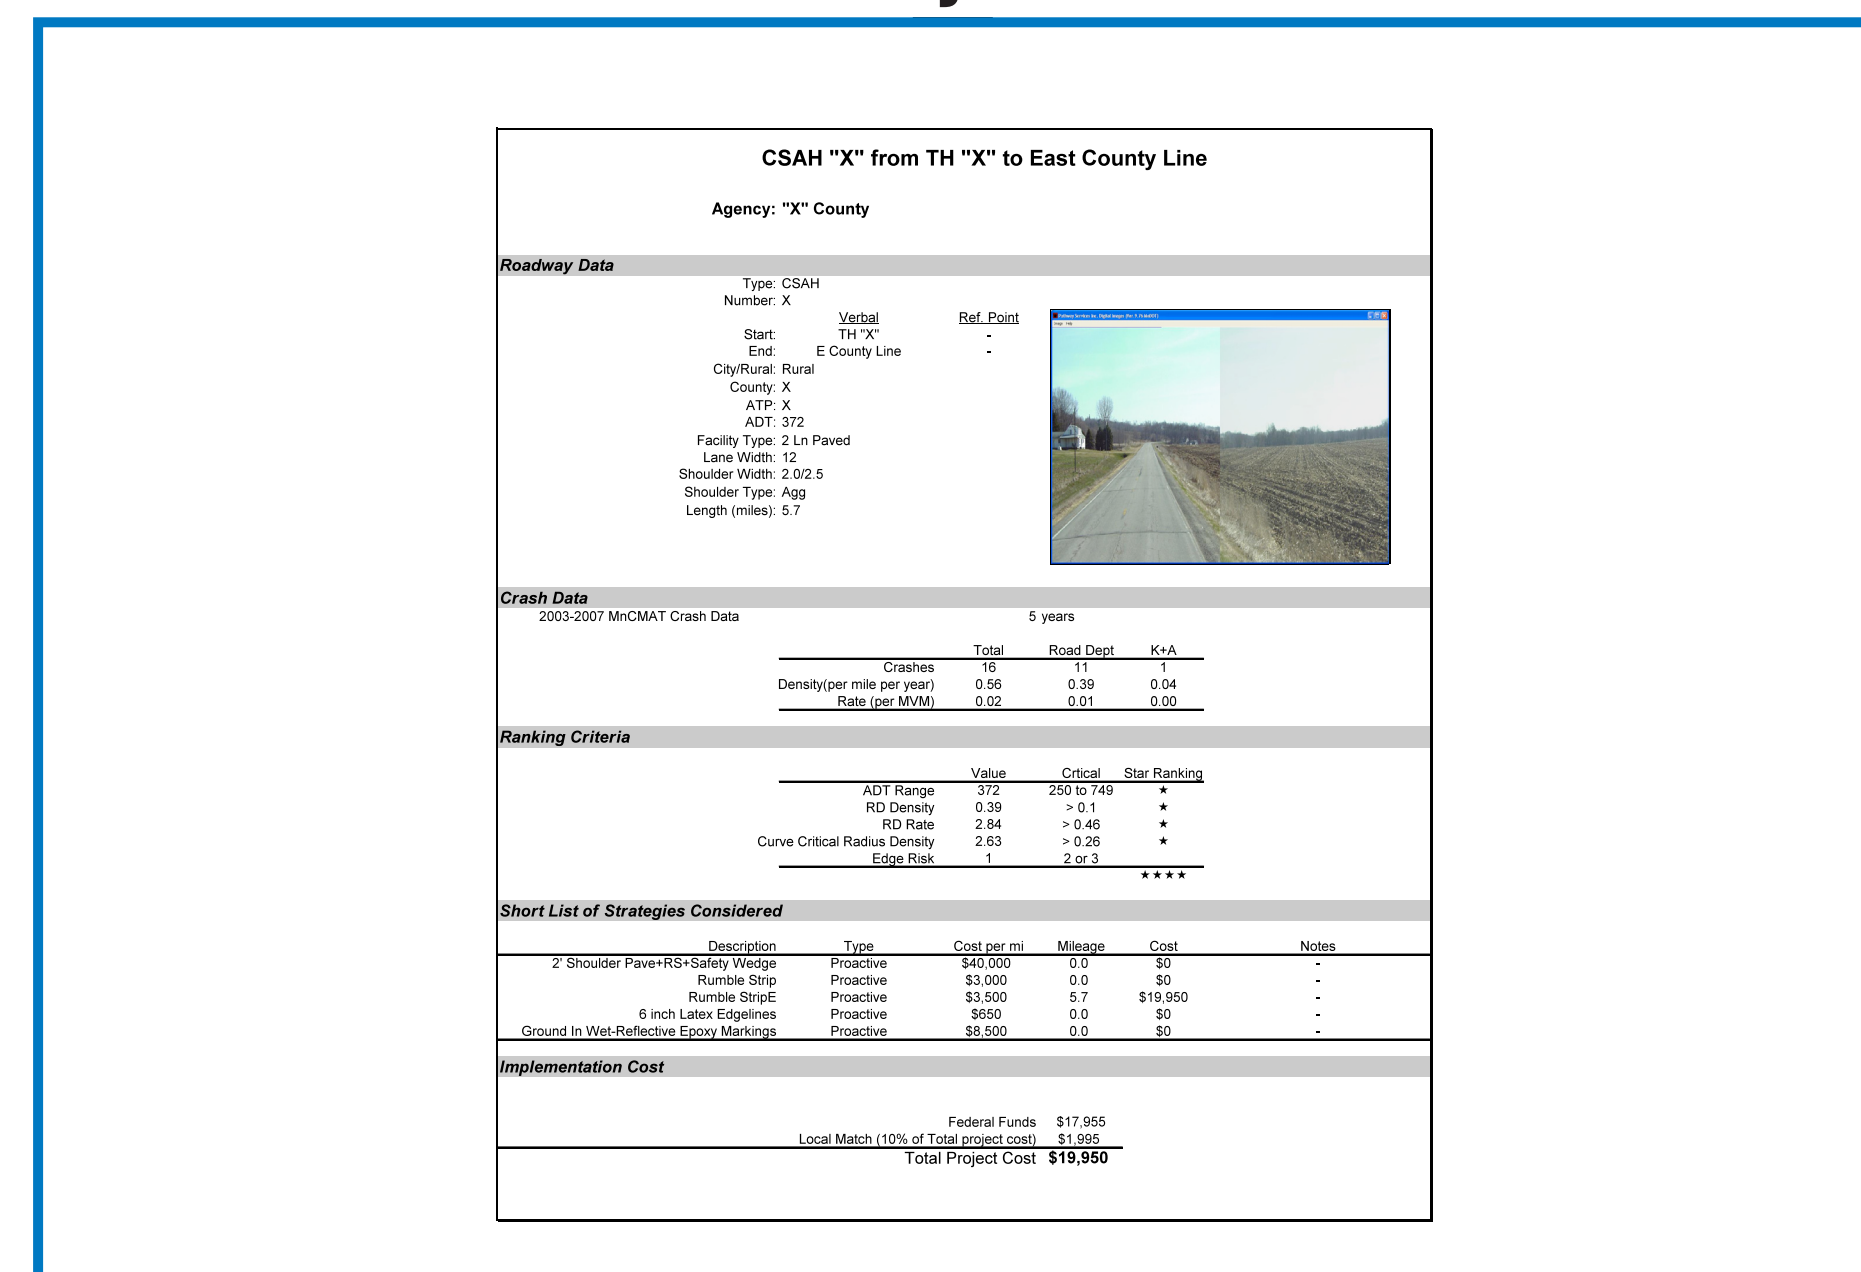 CSAH "X" from TH "X" to East County Line
Agency: "X" County
Roadway Data
Type: CSAH
Number: X
Verbal Ref. Point
Start: TH "X" -
End: E County Line -
City/Rural: Rural
County: X
ATP: X
ADT: 372
Facility Type: 2 Ln Paved
Lane Width: 12
Shoulder Width: 2.0/2.5
Shoulder Type: Agg
Length (miles): 5.7
Crash Data
2003-2007 MnCMAT Crash Data 5 years
Total Road Dept K+A
Crashes 16 11 1
Density(per mile per year) 0.56 0.39 0.04
Rate (per MVM) 0.02 0.01 0.00
Ranking Criteria
Value Crtical Star Ranking
ADT Range 372 250 to 749 ★
RD Density 0.39 > 0.1 ★
RD Rate 2.84 > 0.46 ★
Curve Critical Radius Density 2.63 > 0.26 ★
Edge Risk 1 2 or 3
★★★★
Short List of Strategies Considered
Description Type Cost per mi Mileage Cost Notes
2' Shoulder Pave+RS+Safety Wedge Proactive $40,000 0.0 $0 -
Rumble Strip Proactive $3,000 0.0 $0 -
Rumble StripE Proactive $3,500 5.7 $19,950 -
6 inch Latex Edgelines Proactive $650 0.0 $0 -
Ground In Wet-Reflective Epoxy Markings Proactive $8,500 0.0 $0 -
Implementation Cost
Federal Funds $17,955
Local Match (10% of Total project cost) $1,995
Total Project Cost $19,950